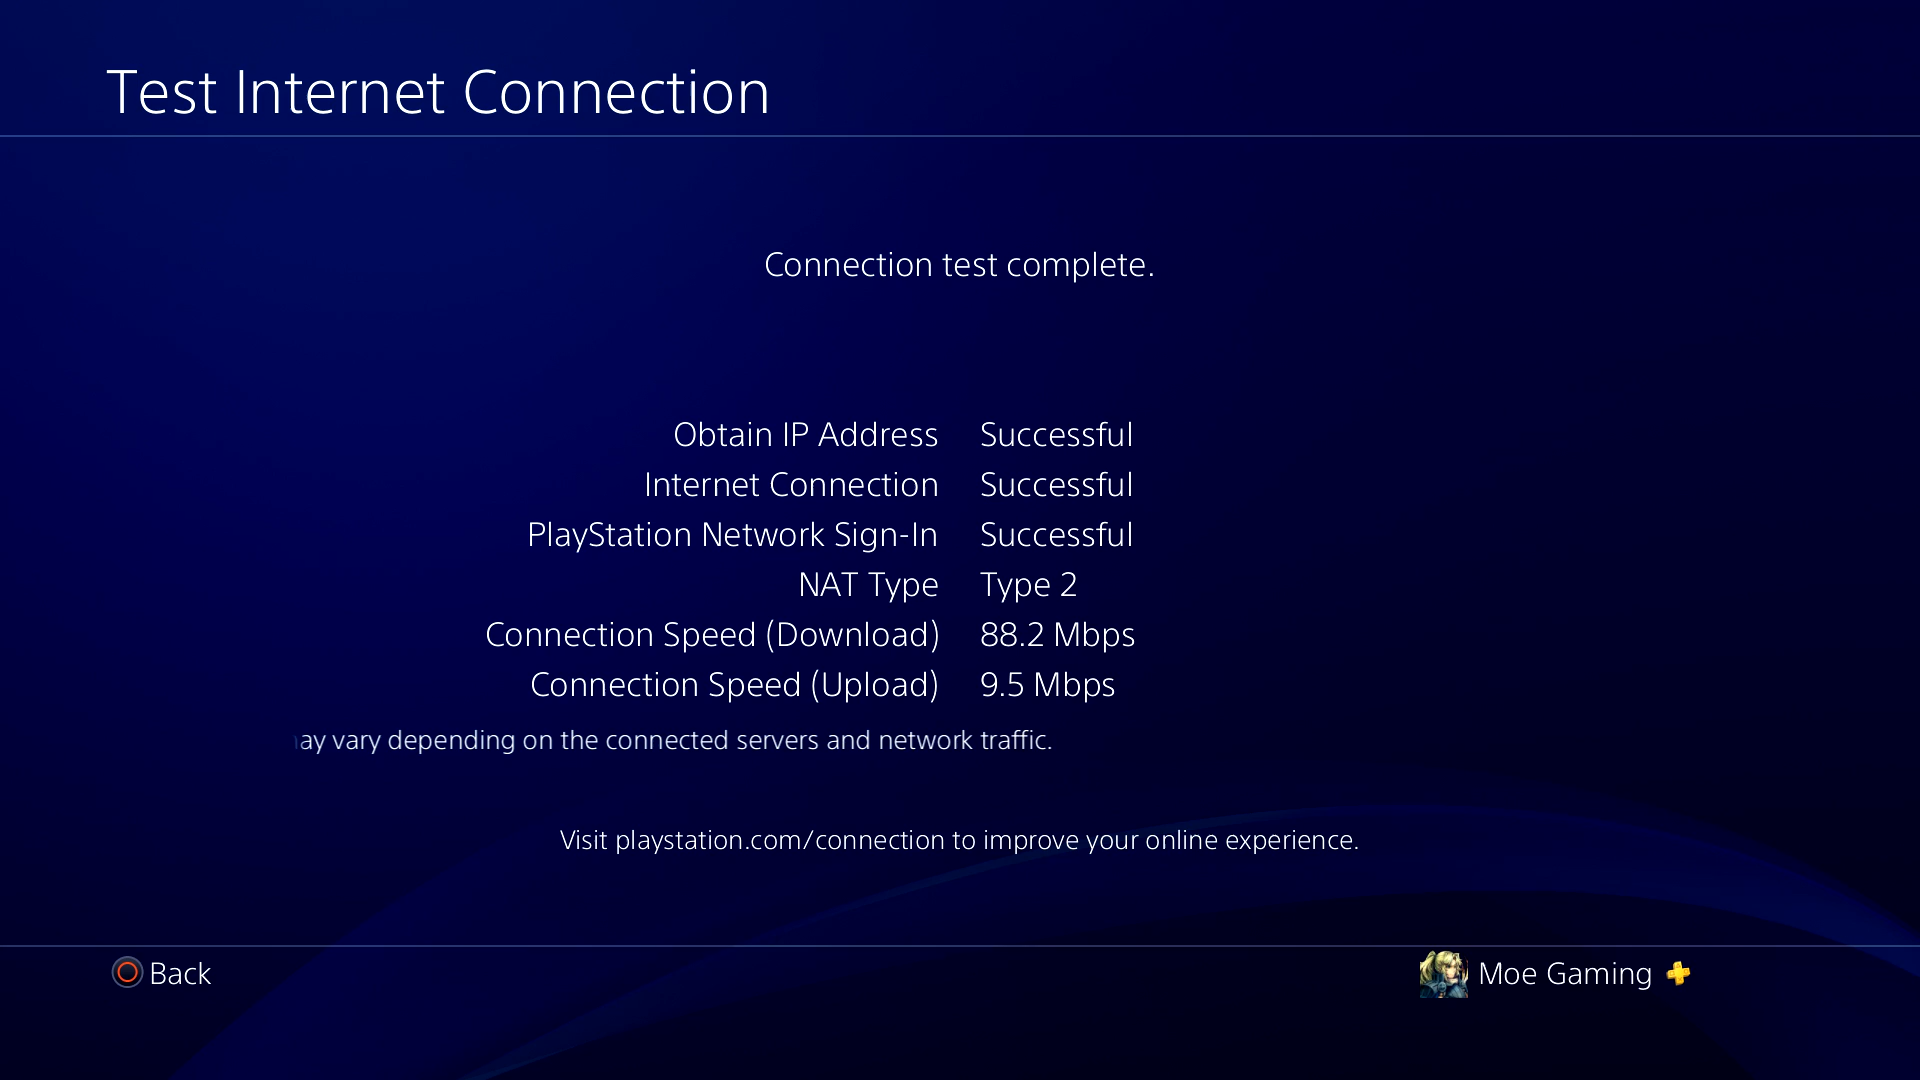 Test Internet Connection
Connection test complete.
Obtain IP Address Successful
Internet Connection Successful
PlayStation Network Sign-In Successful
NAT Type Type 2
Connection Speed (Download) 88.2 Mbps
Connection Speed (Upload) 9.5 Mbps
vary depending on the connected servers and network traffic.
Visit playstation.com/connection to improve your online experience.
Back
Moe Gaming